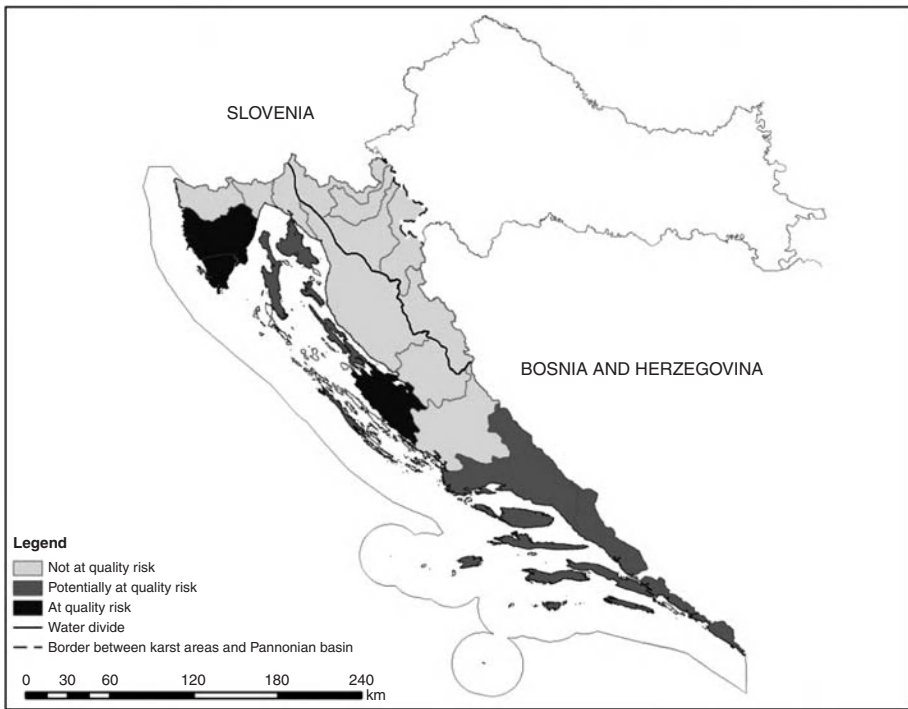 SLOVENIA
BOSNIA AND HERZEGOVINA
Legend
Not at quality risk
Potentially at quality risk
At quality risk
Water divide
Border between karst areas and Pannonian basin
0 30 60 120 180 240
km